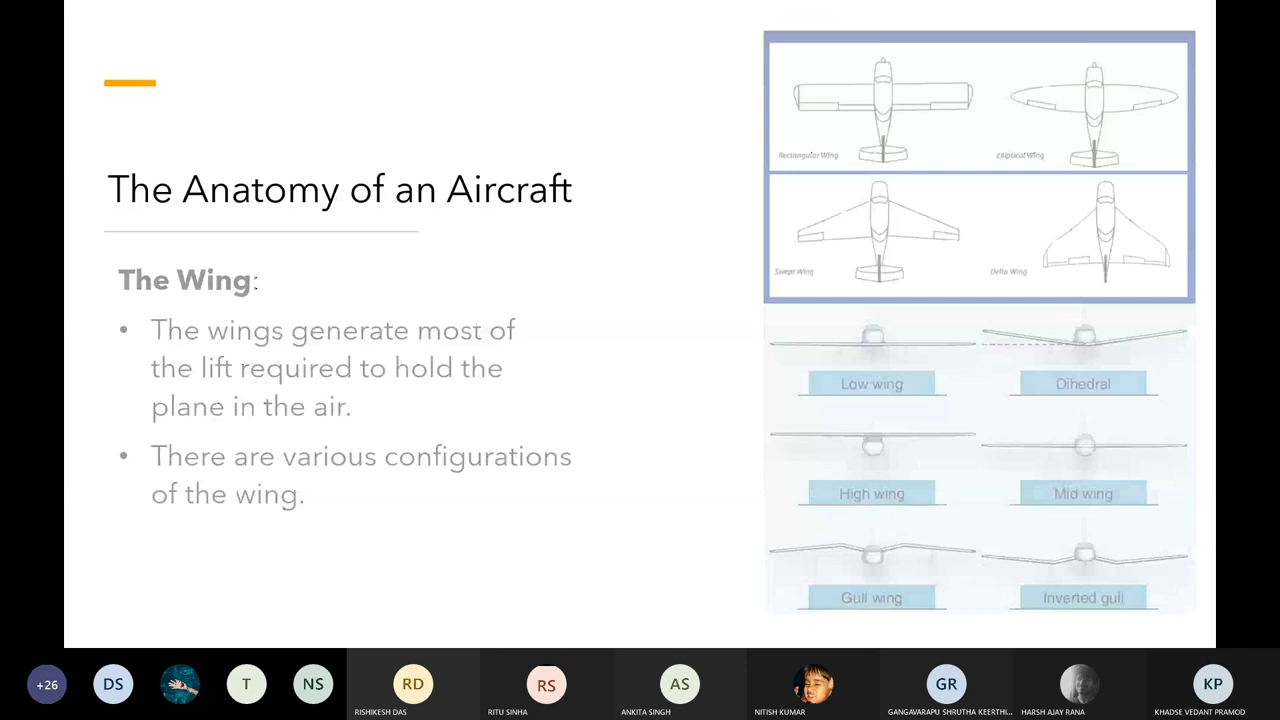 The Anatomy of an Aircraft
The Wing:
• The wings generate most of
the lift required to hold the
plane in the air.
• There are various configurations
of the wing.
Rectangular Wing
Elliptical Wing
Swept Wing
Delta Wing
Low wing
Dihedral
High wing
Mid wing
Gull wing
Inverted gull
+26
DS
T
NS
RD
RS
AS
GR
KP
RISHIKESH DAS
RITU SINHA
ANKITA SINGH
NITISH KUMAR
GANGAVARAPU SHRUTHA KEERTHI...
HARSH AJAY RANA
KHADSE VEDANT PRAMOD